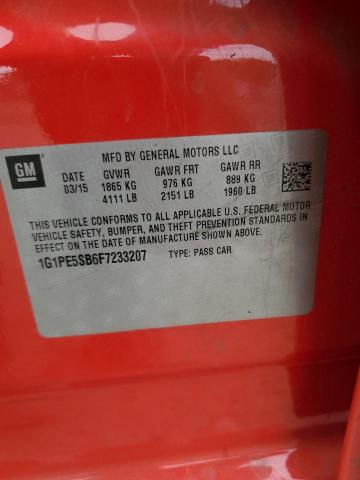 GM
MFD BY GENERAL MOTORS LLC
DATE GVWR GAWR FRT GAWR RR
03/15 1865 KG 976 KG 889 KG
4111 LB 2151 LB 1960 LB
THIS VEHICLE CONFORMS TO ALL APPLICABLE U.S. FEDERAL MOTOR
VEHICLE SAFETY, BUMPER, AND THEFT PREVENTION STANDARDS IN
EFFECT ON THE DATE OF MANUFACTURE SHOWN ABOVE.
1G1PE5SB6F7233207 TYPE: PASS CAR